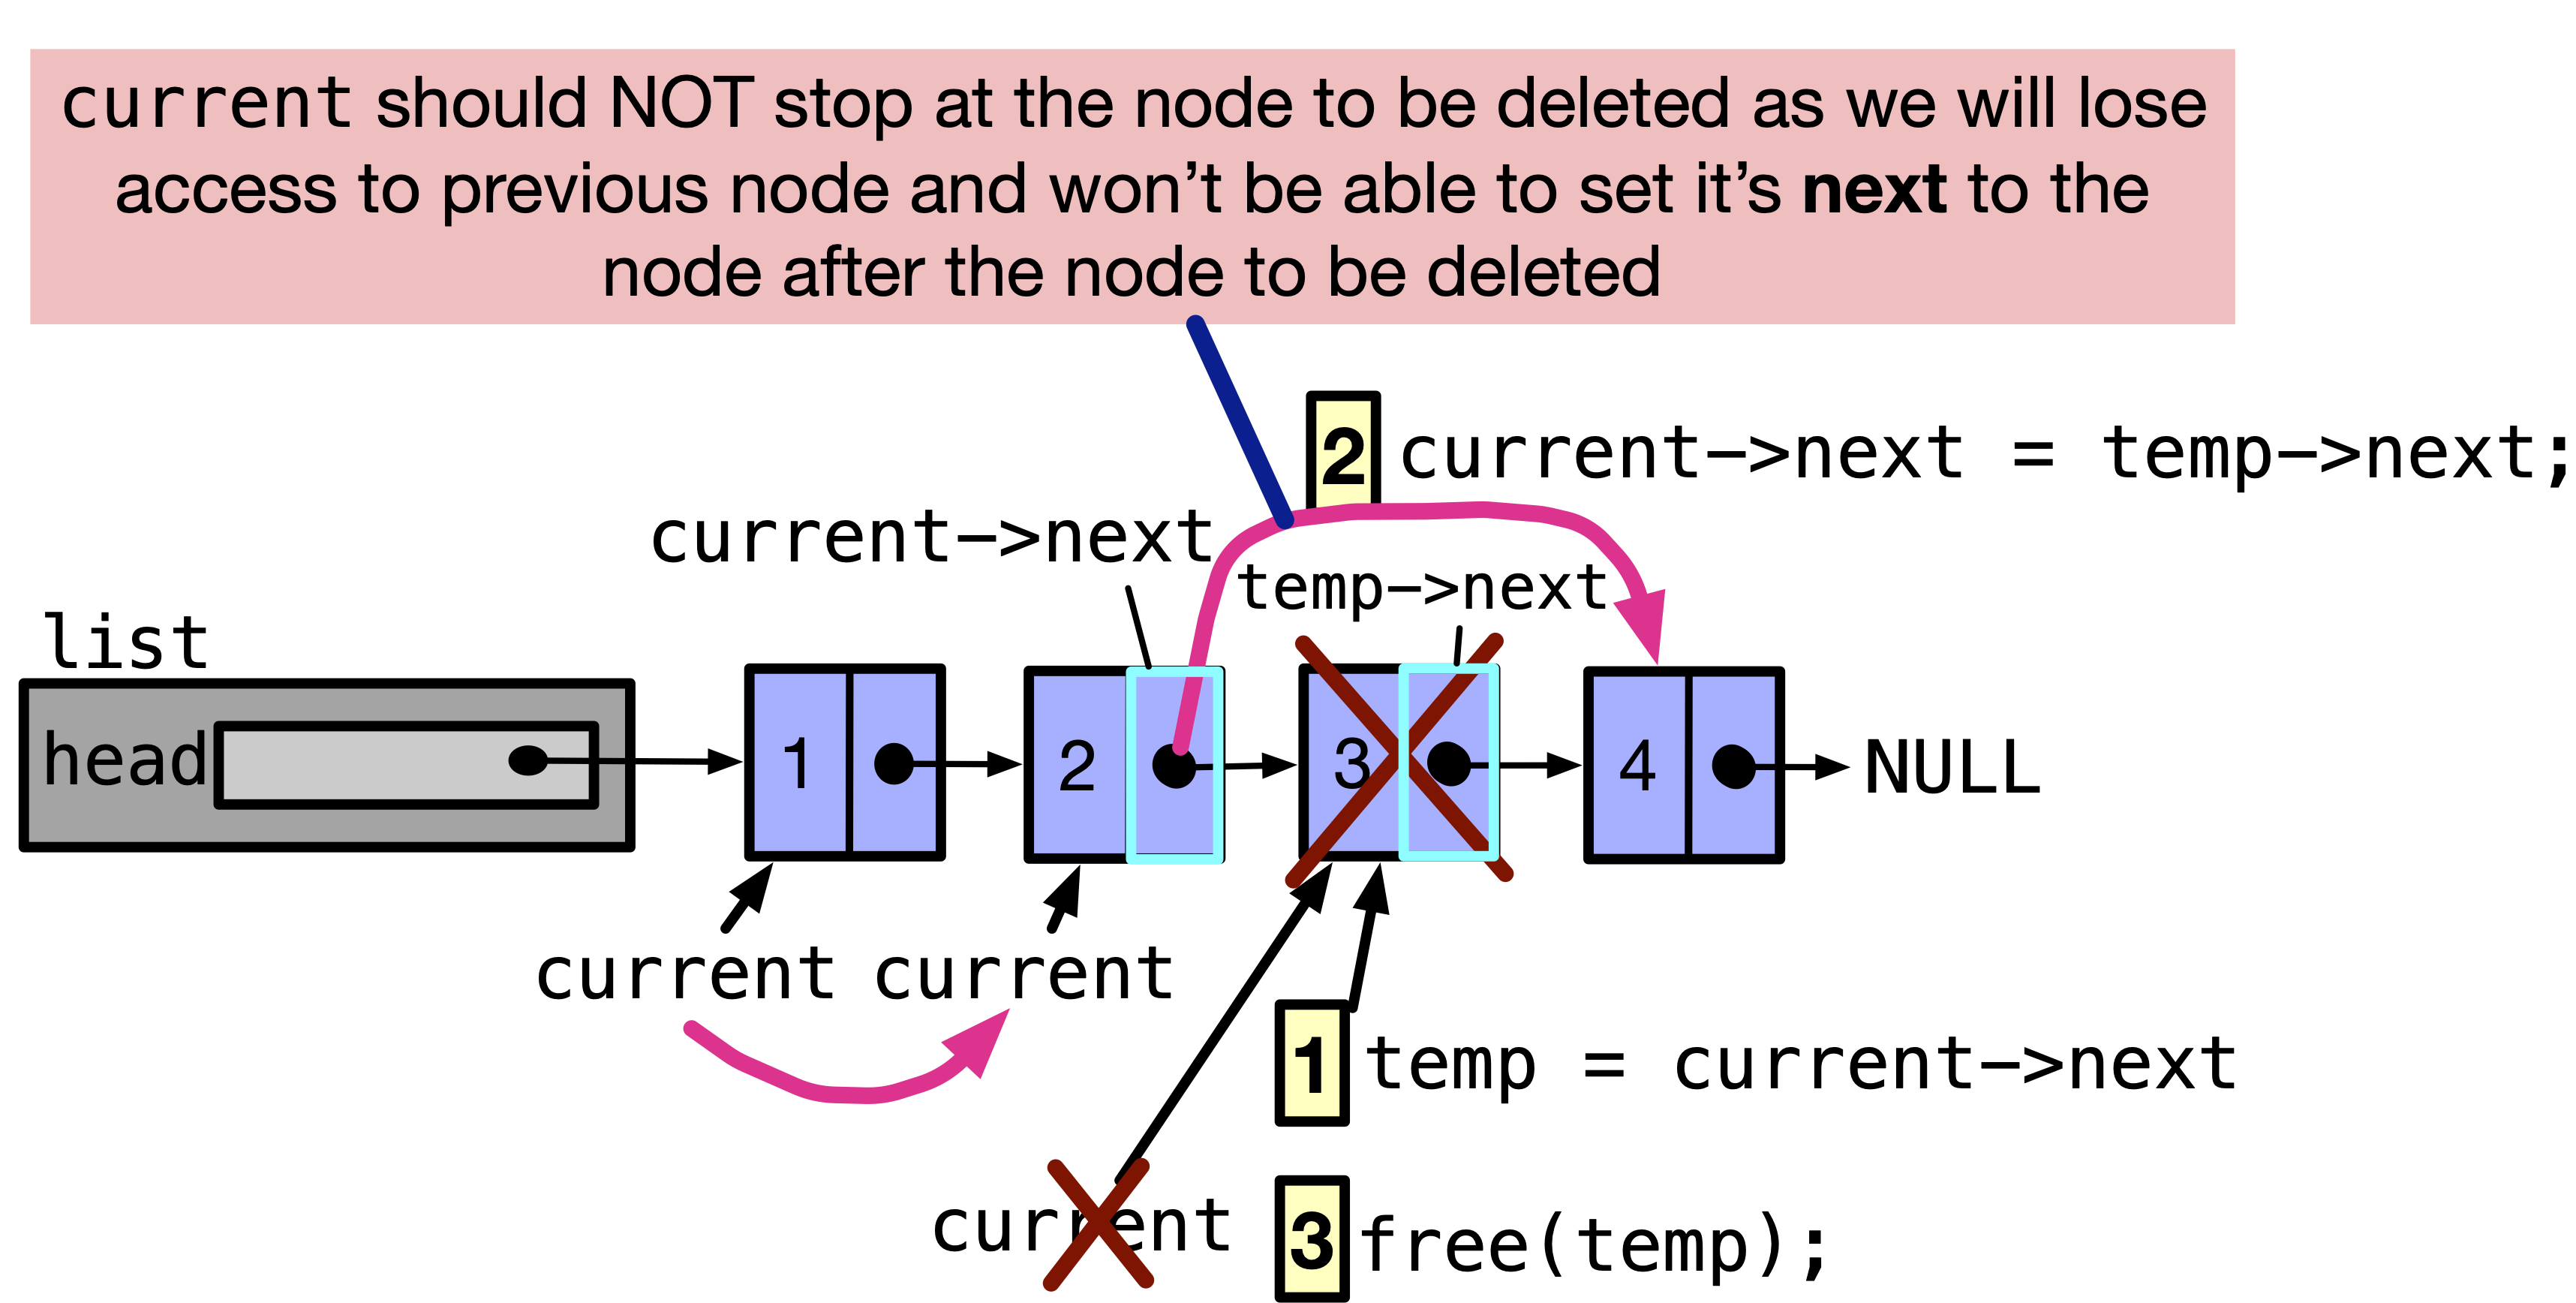 current should NOT stop at the node to be deleted as we will lose
access to previous node and won't be able to set it's next to the
node after the node to be deleted
2 current->next = temp->next;
current->next
temp->next
list
head
1
2
3
4
NULL
current current
1 temp = current->next
current
3 free(temp);